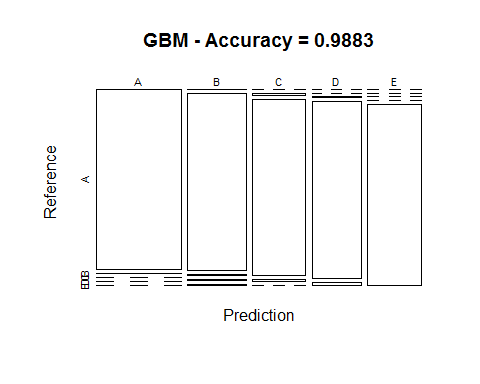 GBM - Accuracy = 0.9883
A B C D E
Reference
A
B
Prediction